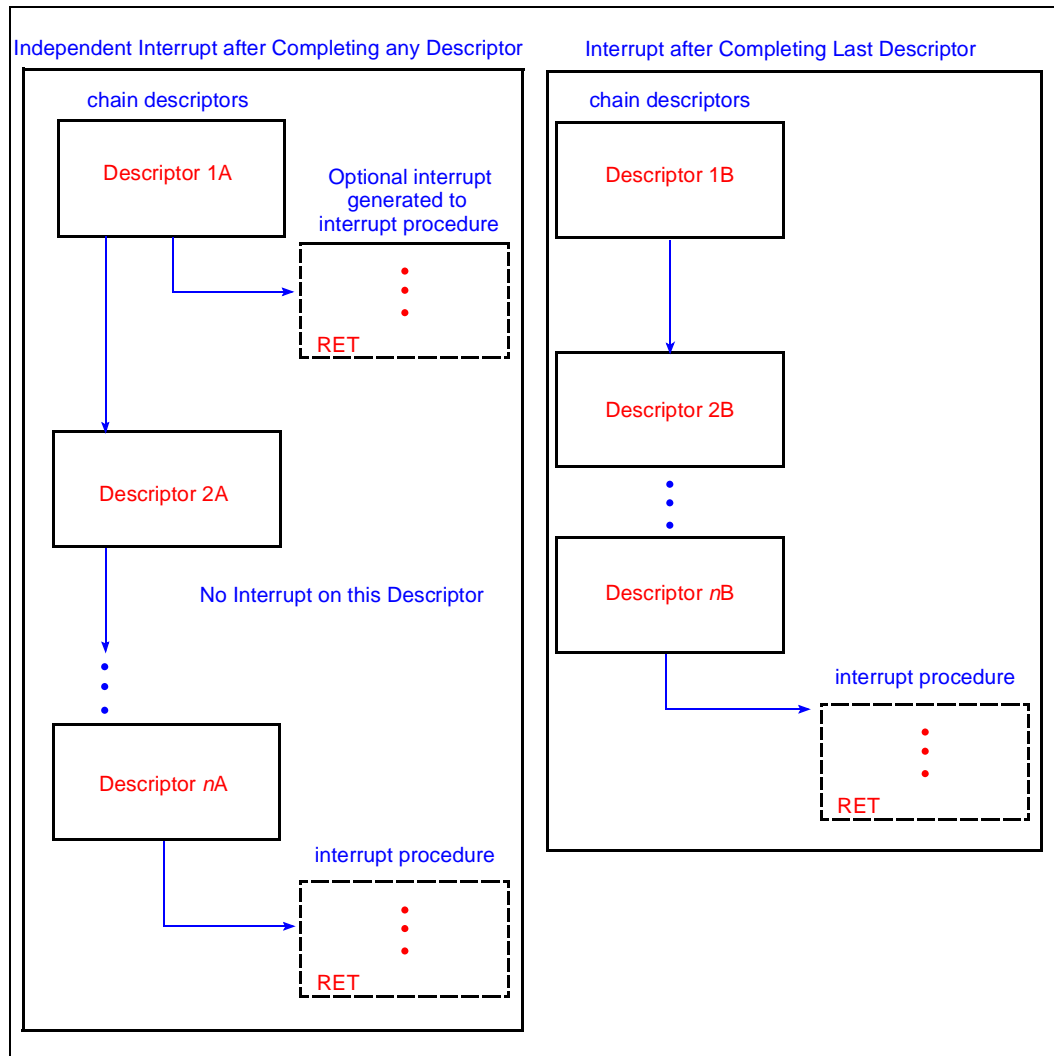 Independent Interrupt after Completing any Descriptor
chain descriptors
Descriptor 1A
Optional interrupt
generated to
interrupt procedure
RET
Descriptor 2A
No Interrupt on this Descriptor
Descriptor nA
interrupt procedure
RET
Interrupt after Completing Last Descriptor
chain descriptors
Descriptor 1B
Descriptor 2B
Descriptor nB
interrupt procedure
RET